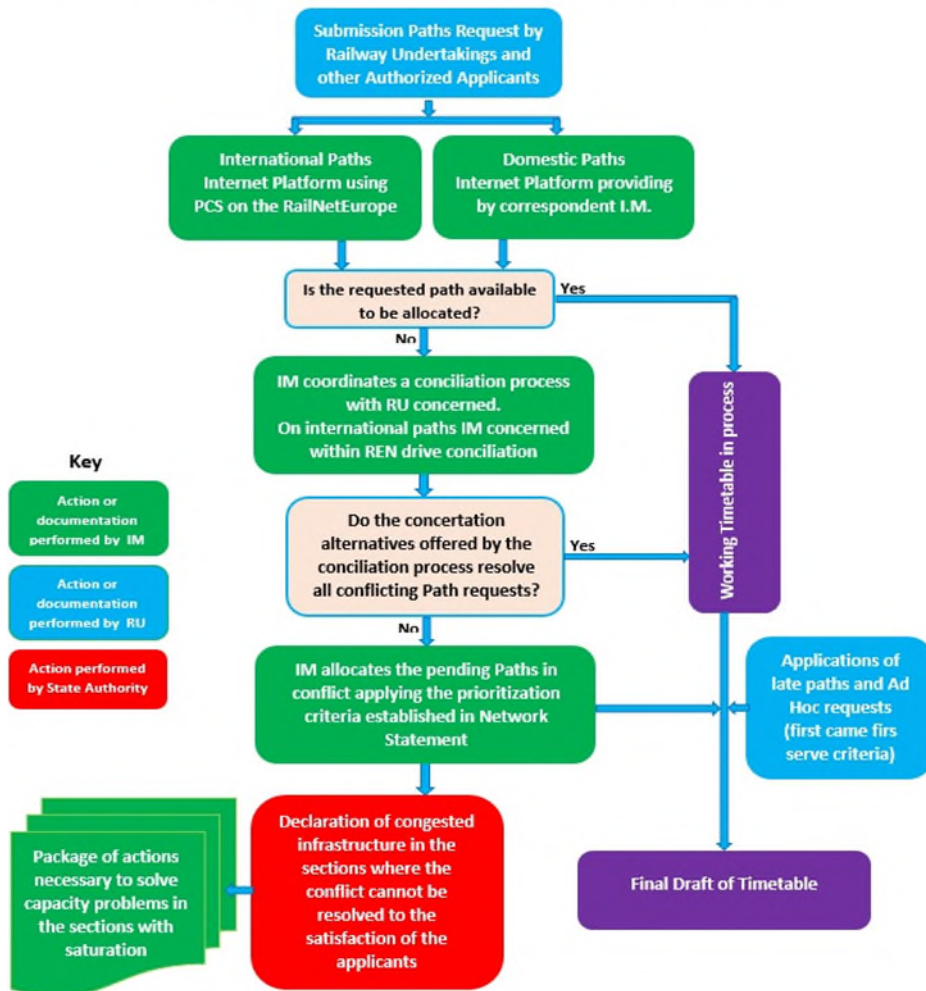 Submission Paths Request by
Railway Undertakings and
other Authorized Applicants
International Paths
Internet Platform using
PCS on the RailNetEurope
Domestic Paths
Internet Platform providing
by correspondent I.M.
Is the requested path available
to be allocated?
Yes
No
IM coordinates a conciliation process
with RU concerned.
On international paths IM concerned
within REN drive conciliation
Working Timetable in process
Key
Action or
documentation
performed by IM
Action or
documentation
performed by RU
Action performed
by State Authority
Do the concertation
alternatives offered by the
conciliation process resolve
all conflicting Path requests?
Yes
No
IM allocates the pending Paths in
conflict applying the prioritization
criteria established in Network
Statement
Applications of
late paths and Ad
Hoc requests
(first came firs
serve criteria)
Package of actions
necessary to solve
capacity problems in
the sections with
saturation
Declaration of congested
infrastructure in the
sections where the
conflict cannot be
resolved to the
satisfaction of the
applicants
Final Draft of Timetable